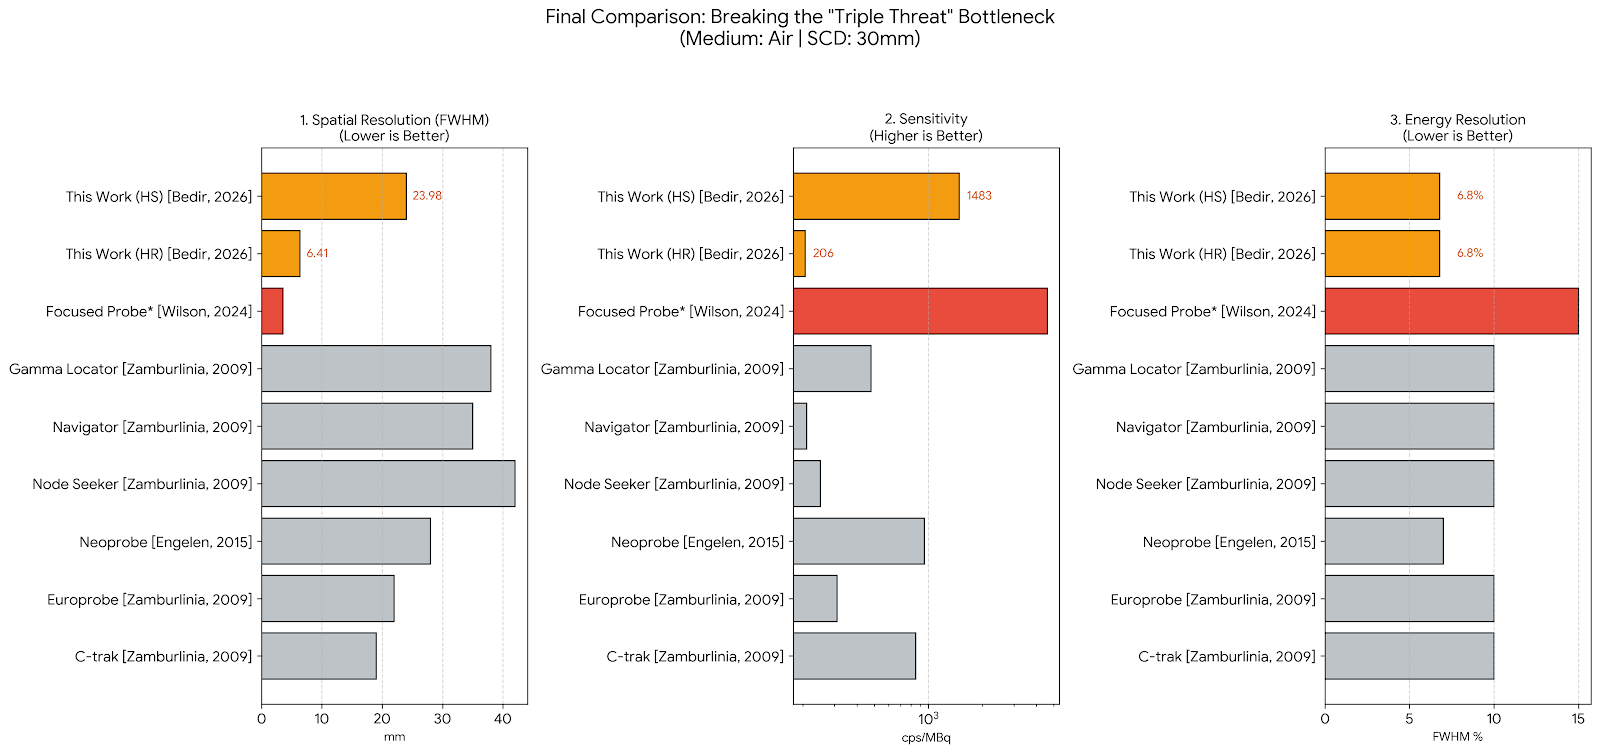 Final Comparison: Breaking the "Triple Threat" Bottleneck
(Medium: Air | SCD: 30mm)
1. Spatial Resolution (FWHM)
(Lower is Better)
This Work (HS) [Bedir, 2026]
23.98
This Work (HR) [Bedir, 2026]
6.41
Focused Probe* [Wilson, 2024]
Gamma Locator [Zamburlinia, 2009]
Navigator [Zamburlinia, 2009]
Node Seeker [Zamburlinia, 2009]
Neoprobe [Engelen, 2015]
Europrobe [Zamburlinia, 2009]
C-trak [Zamburlinia, 2009]
0 10 20 30 40
mm
2. Sensitivity
(Higher is Better)
This Work (HS) [Bedir, 2026]
1483
This Work (HR) [Bedir, 2026]
206
Focused Probe* [Wilson, 2024]
Gamma Locator [Zamburlinia, 2009]
Navigator [Zamburlinia, 2009]
Node Seeker [Zamburlinia, 2009]
Neoprobe [Engelen, 2015]
Europrobe [Zamburlinia, 2009]
C-trak [Zamburlinia, 2009]
10³
cps/MBq
3. Energy Resolution
(Lower is Better)
This Work (HS) [Bedir, 2026]
6.8%
This Work (HR) [Bedir, 2026]
6.8%
Focused Probe* [Wilson, 2024]
Gamma Locator [Zamburlinia, 2009]
Navigator [Zamburlinia, 2009]
Node Seeker [Zamburlinia, 2009]
Neoprobe [Engelen, 2015]
Europrobe [Zamburlinia, 2009]
C-trak [Zamburlinia, 2009]
0 5 10 15
FWHM %